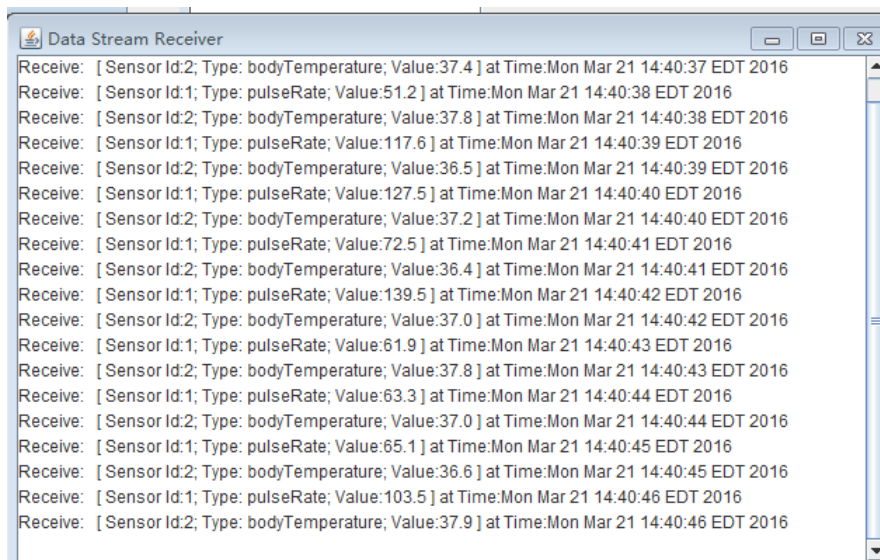 Data Stream Receiver
Receive: [ Sensor Id:2; Type: bodyTemperature; Value:37.4 ] at Time:Mon Mar 21 14:40:37 EDT 2016
Receive: [ Sensor Id:1; Type: pulseRate; Value:51.2 ] at Time:Mon Mar 21 14:40:38 EDT 2016
Receive: [ Sensor Id:2; Type: bodyTemperature; Value:37.8 ] at Time:Mon Mar 21 14:40:38 EDT 2016
Receive: [ Sensor Id:1; Type: pulseRate; Value:117.6 ] at Time:Mon Mar 21 14:40:39 EDT 2016
Receive: [ Sensor Id:2; Type: bodyTemperature; Value:36.5 ] at Time:Mon Mar 21 14:40:39 EDT 2016
Receive: [ Sensor Id:1; Type: pulseRate; Value:127.5 ] at Time:Mon Mar 21 14:40:40 EDT 2016
Receive: [ Sensor Id:2; Type: bodyTemperature; Value:37.2 ] at Time:Mon Mar 21 14:40:40 EDT 2016
Receive: [ Sensor Id:1; Type: pulseRate; Value:72.5 ] at Time:Mon Mar 21 14:40:41 EDT 2016
Receive: [ Sensor Id:2; Type: bodyTemperature; Value:36.4 ] at Time:Mon Mar 21 14:40:41 EDT 2016
Receive: [ Sensor Id:1; Type: pulseRate; Value:139.5 ] at Time:Mon Mar 21 14:40:42 EDT 2016
Receive: [ Sensor Id:2; Type: bodyTemperature; Value:37.0 ] at Time:Mon Mar 21 14:40:42 EDT 2016
Receive: [ Sensor Id:1; Type: pulseRate; Value:61.9 ] at Time:Mon Mar 21 14:40:43 EDT 2016
Receive: [ Sensor Id:2; Type: bodyTemperature; Value:37.8 ] at Time:Mon Mar 21 14:40:43 EDT 2016
Receive: [ Sensor Id:1; Type: pulseRate; Value:63.3 ] at Time:Mon Mar 21 14:40:44 EDT 2016
Receive: [ Sensor Id:2; Type: bodyTemperature; Value:37.0 ] at Time:Mon Mar 21 14:40:44 EDT 2016
Receive: [ Sensor Id:1; Type: pulseRate; Value:65.1 ] at Time:Mon Mar 21 14:40:45 EDT 2016
Receive: [ Sensor Id:2; Type: bodyTemperature; Value:36.6 ] at Time:Mon Mar 21 14:40:45 EDT 2016
Receive: [ Sensor Id:1; Type: pulseRate; Value:103.5 ] at Time:Mon Mar 21 14:40:46 EDT 2016
Receive: [ Sensor Id:2; Type: bodyTemperature; Value:37.9 ] at Time:Mon Mar 21 14:40:46 EDT 2016